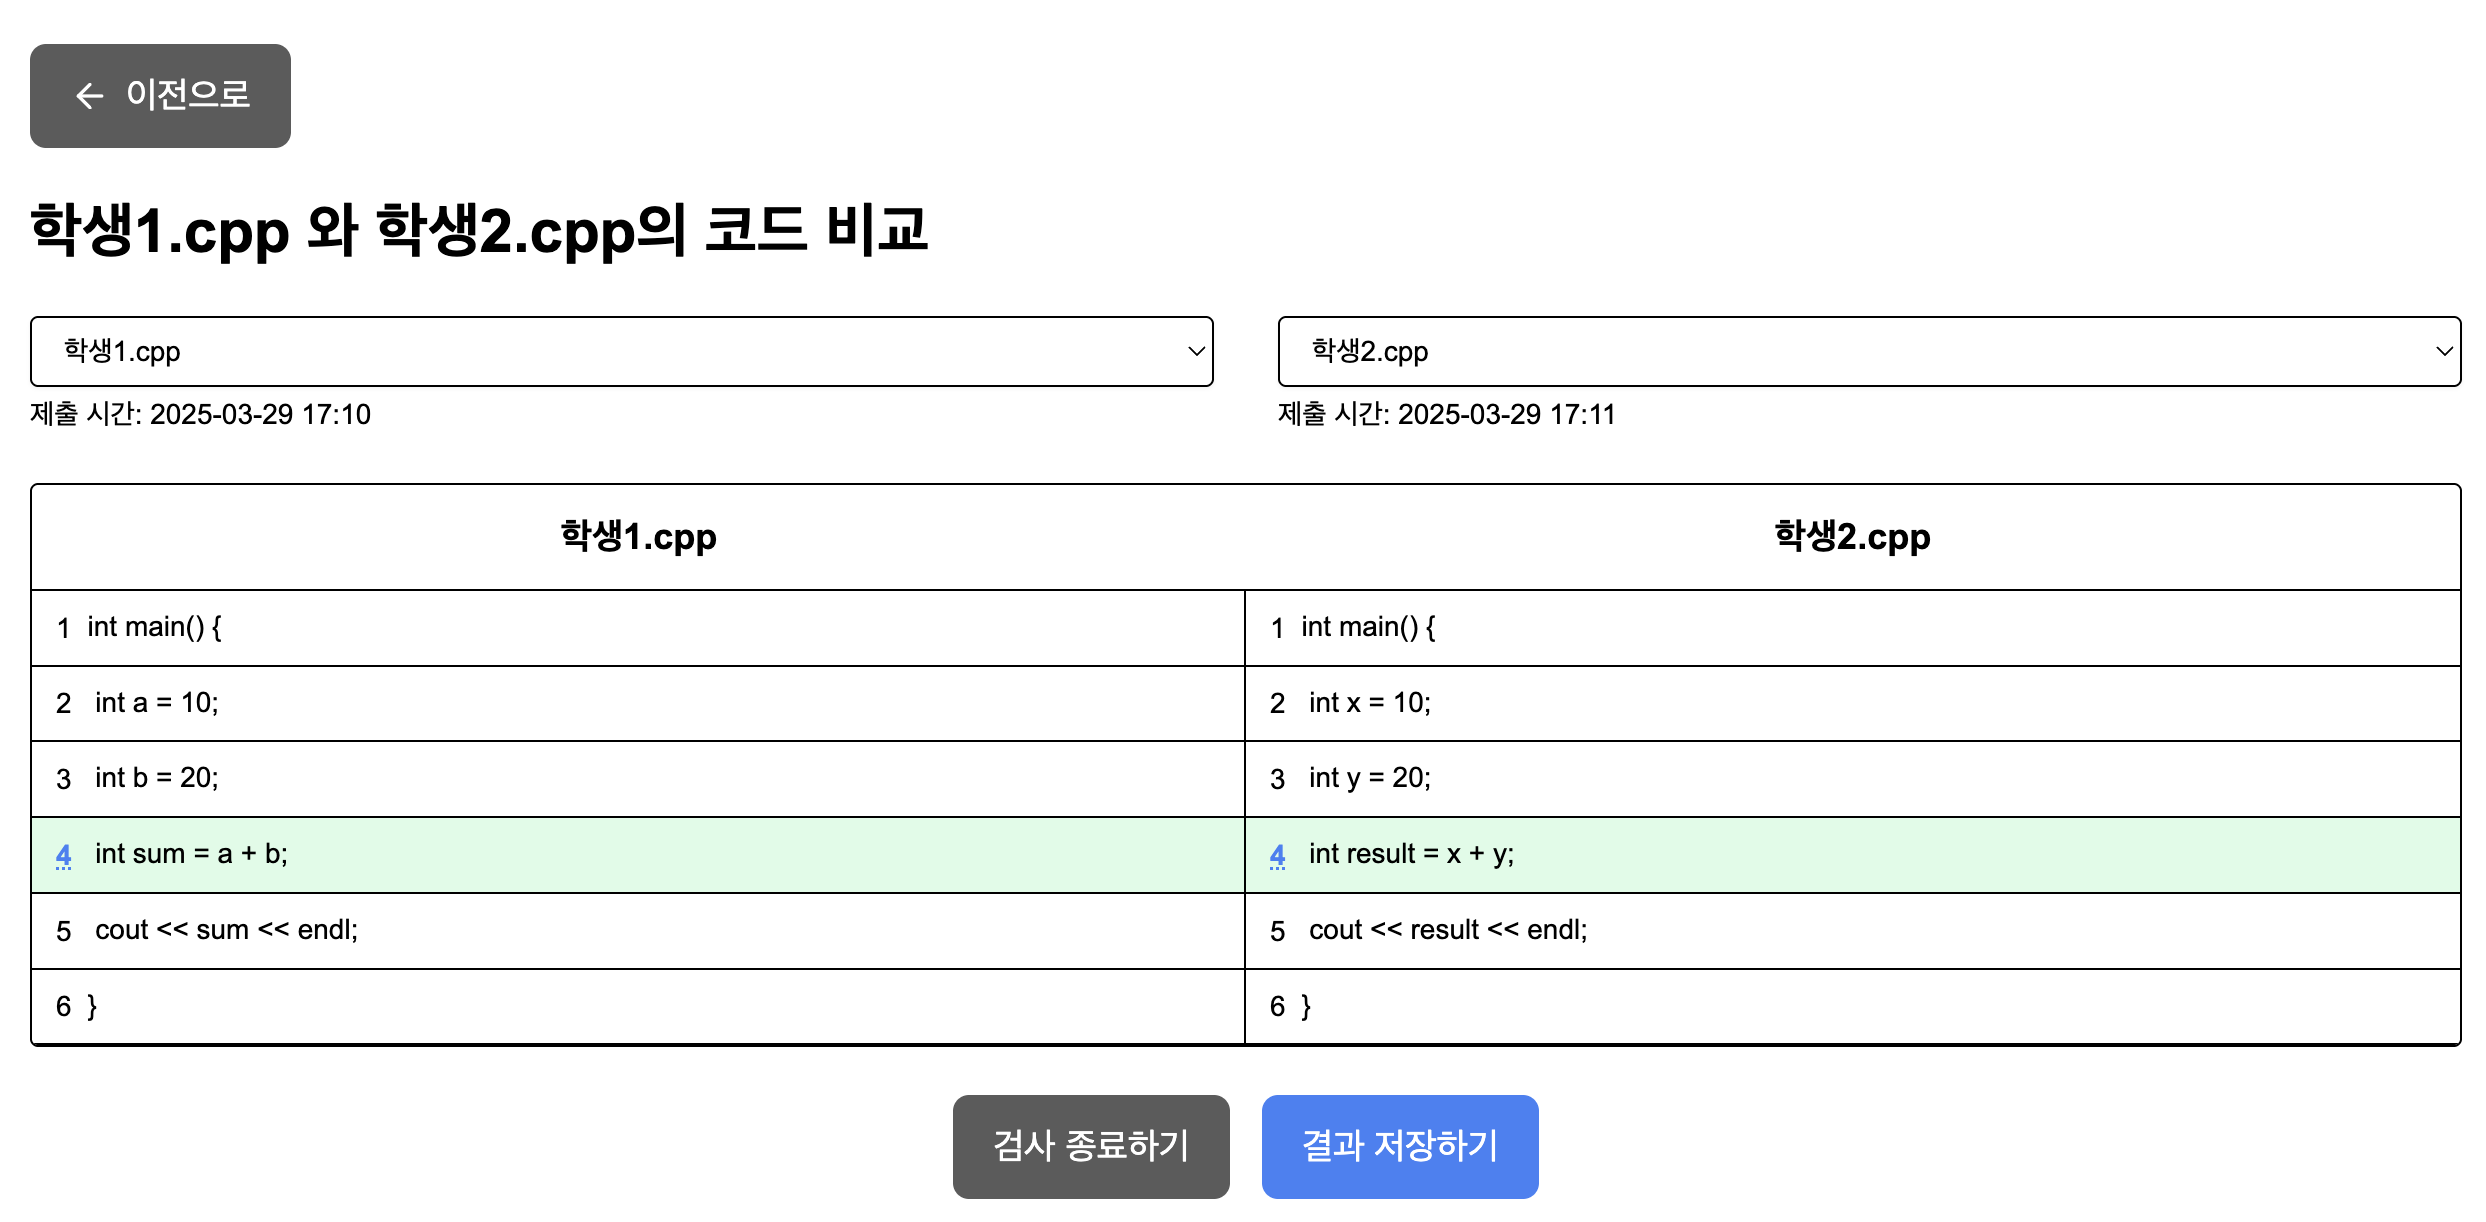 ← 이전으로
학생1.cpp 와 학생2.cpp의 코드 비교
학생1.cpp
학생2.cpp
제출 시간: 2025-03-29 17:10
제출 시간: 2025-03-29 17:11
학생1.cpp
학생2.cpp
1 int main() {
1 int main() {
2 int a = 10;
2 int x = 10;
3 int b = 20;
3 int y = 20;
4 int sum = a + b;
4 int result = x + y;
5 cout << sum << endl;
5 cout << result << endl;
6 }
6 }
검사 종료하기
결과 저장하기